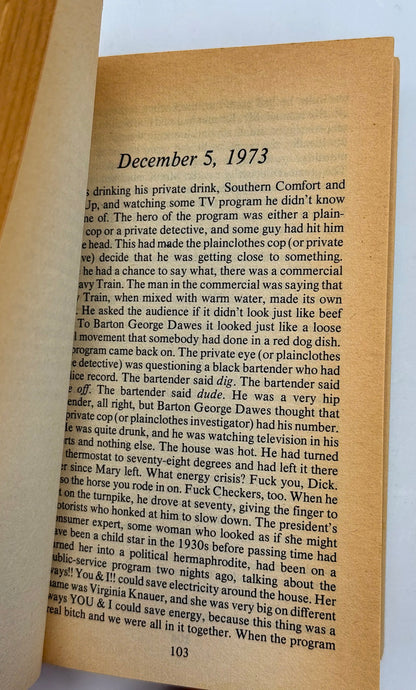 December 5, 1973
s drinking his private drink, Southern Comfort and
Up, and watching some TV program he didn't know
ne of. The hero of the program was either a plain-
cop or a private detective, and some guy had hit him
e head. This had made the plainclothes cop (or private
ve) decide that he was getting close to something.
he had a chance to say what, there was a commercial
avy Train. The man in the commercial was saying that
y Train, when mixed with warm water, made its own
. He asked the audience if it didn't look just like beef
To Barton George Dawes it looked just like a loose
l movement that somebody had done in a red dog dish.
program came back on. The private eye (or plainclothes
e detective) was questioning a black bartender who had
lice record. The bartender said dig. The bartender said
e off. The bartender said dude. He was a very hip
ender, all right, but Barton George Dawes thought that
private cop (or plainclothes investigator) had his number.
He was quite drunk, and he was watching television in his
rts and nothing else. The house was hot. He had turned
thermostat to seventy-eight degrees and had left it there
er since Mary left. What energy crisis? Fuck you, Dick.
so the horse you rode in on. Fuck Checkers, too. When he
t on the turnpike, he drove at seventy, giving the finger to
otorists who honked at him to slow down. The president's
onsumer expert, some woman who looked as if she might
ave been a child star in the 1930s before passing time had
urned her into a political hermaphrodite, had been on a
ublic-service program two nights ago, talking about the
ways!! You & I!! could save electricity around the house. Her
name was Virginia Knauer, and she was very big on different
ways YOU & I could save energy, because this thing was a
real bitch and we were all in it together. When the program
103